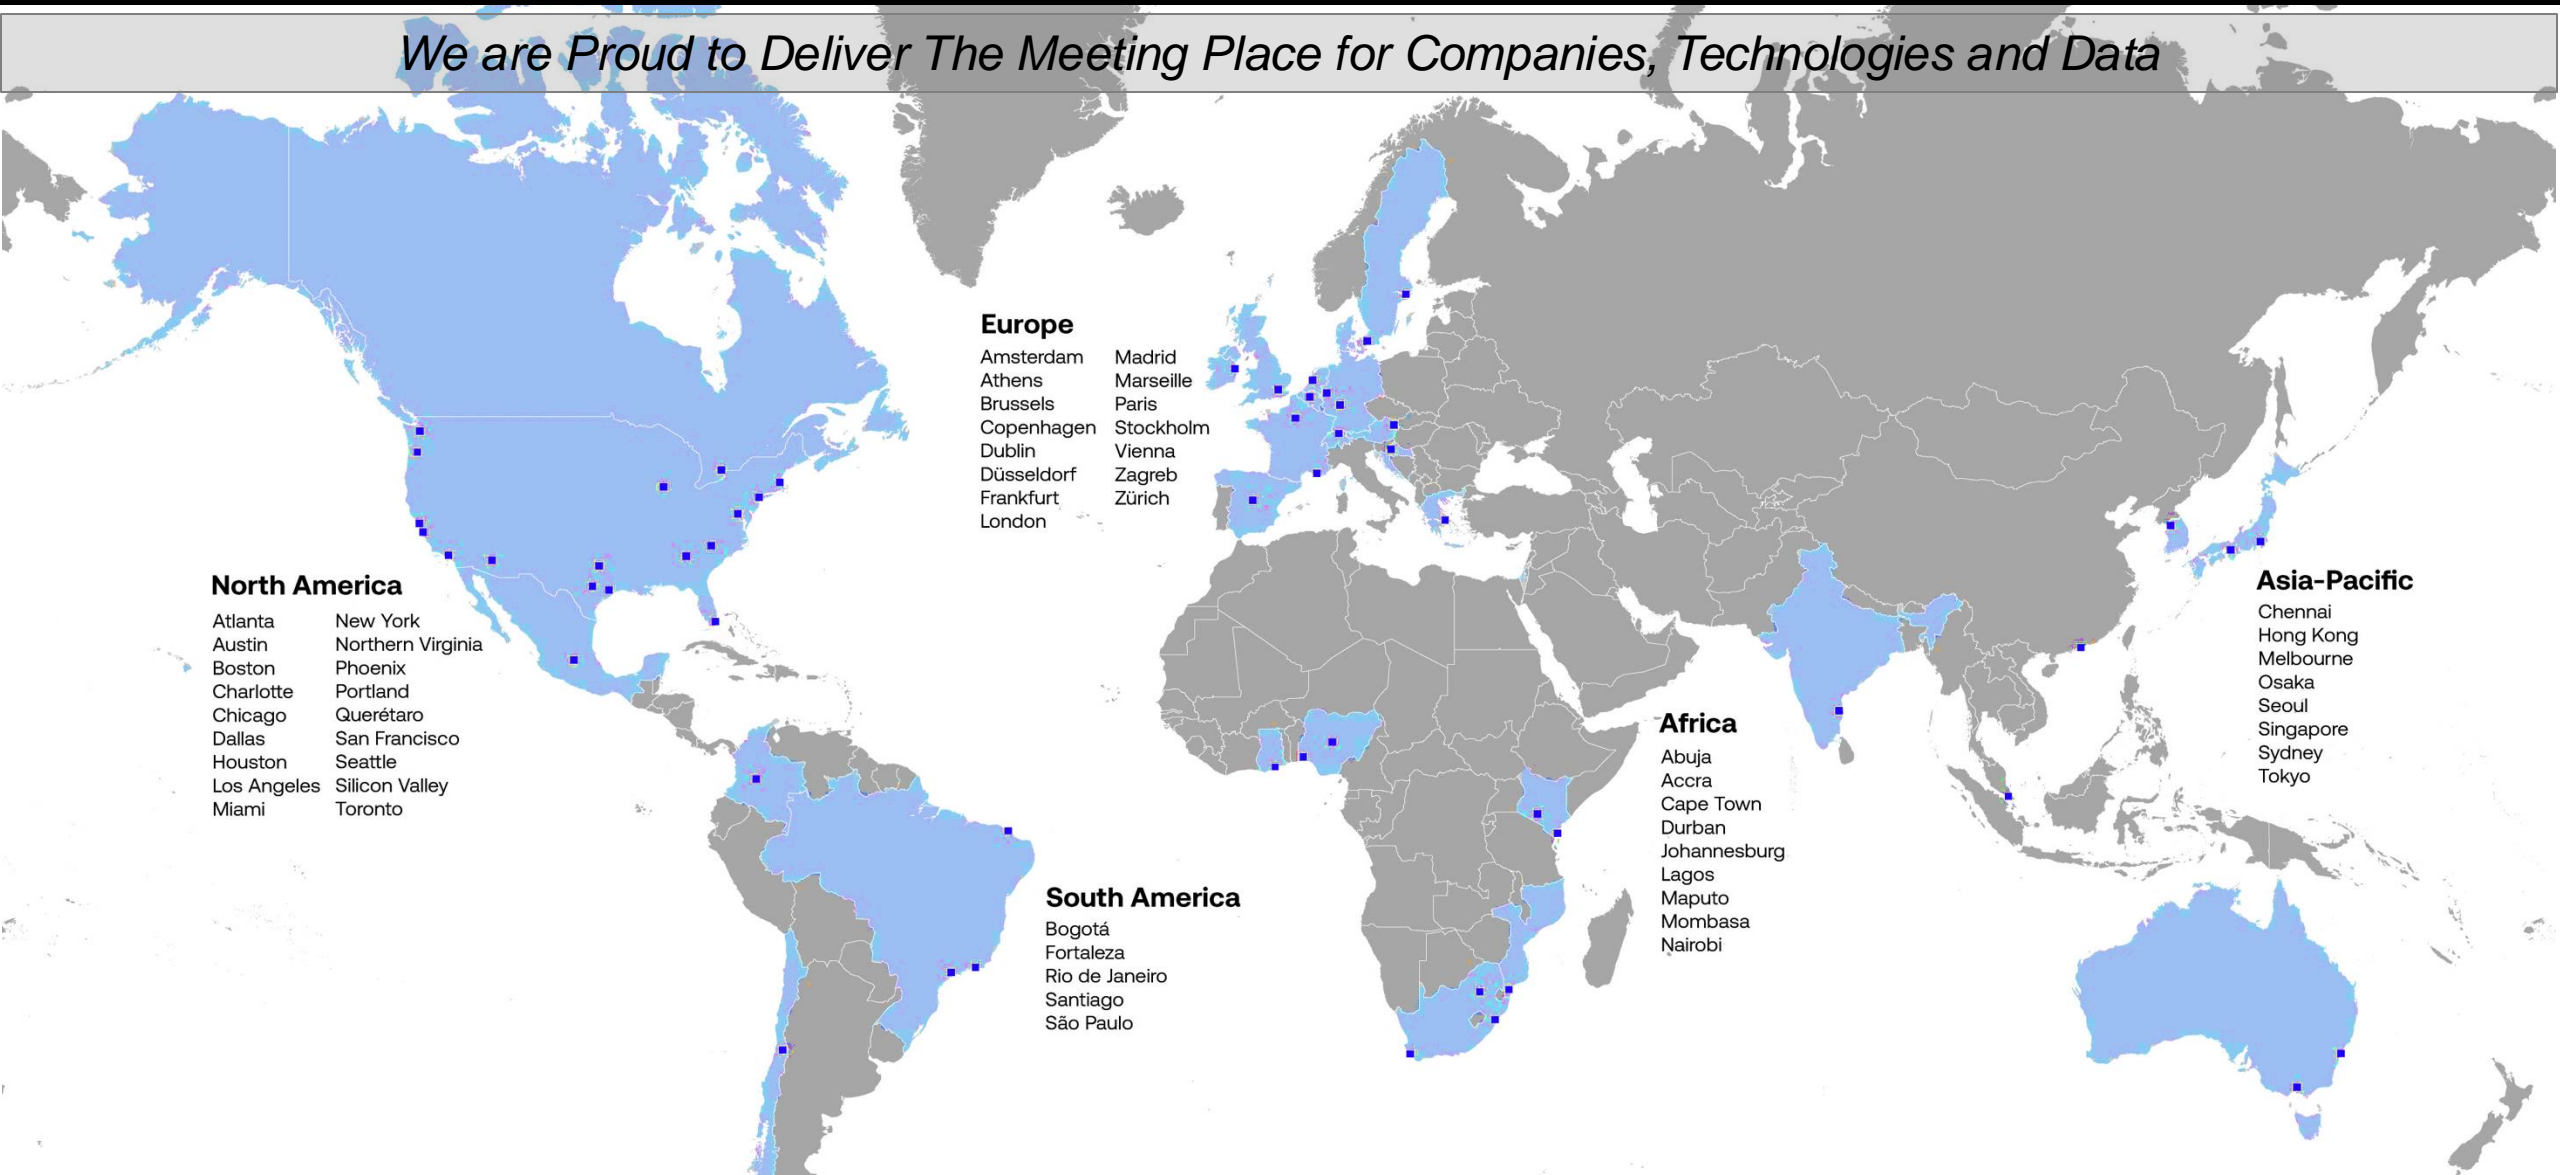 We are Proud to Deliver The Meeting Place for Companies, Technologies and Data
Europe
Amsterdam
Athens
Brussels
Copenhagen
Dublin
Düsseldorf
Frankfurt
London
Madrid
Marseille
Paris
Stockholm
Vienna
Zagreb
Zürich
North America
Atlanta
Austin
Boston
Charlotte
Chicago
Dallas
Houston
Los Angeles
Miami
New York
Northern Virginia
Phoenix
Portland
Querétaro
San Francisco
Seattle
Silicon Valley
Toronto
Asia-Pacific
Chennai
Hong Kong
Melbourne
Osaka
Seoul
Singapore
Sydney
Tokyo
Africa
Abuja
Accra
Cape Town
Durban
Johannesburg
Lagos
Maputo
Mombasa
Nairobi
South America
Bogotá
Fortaleza
Rio de Janeiro
Santiago
São Paulo